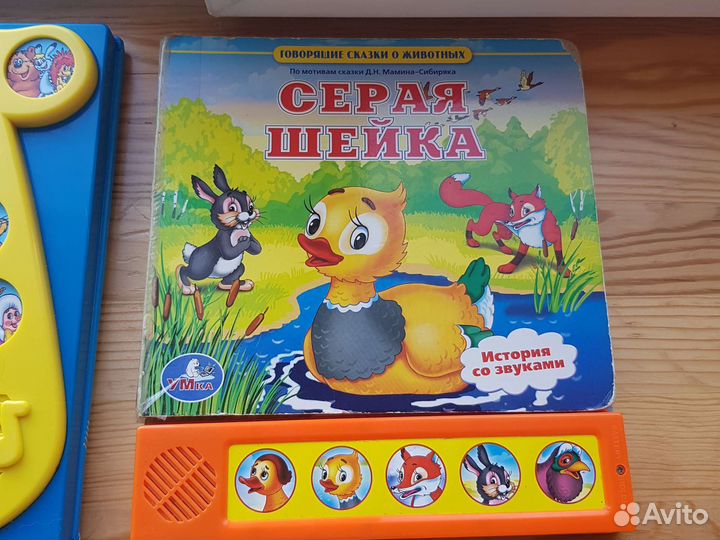 ГОВОРЯЩИЕ СКАЗКИ О ЖИВОТНЫХ
По мотивам сказки Д.Н. Мамина-Сибиряка
СЕРАЯ
ШЕЙКА
История
со звуками
УМКА
Avito